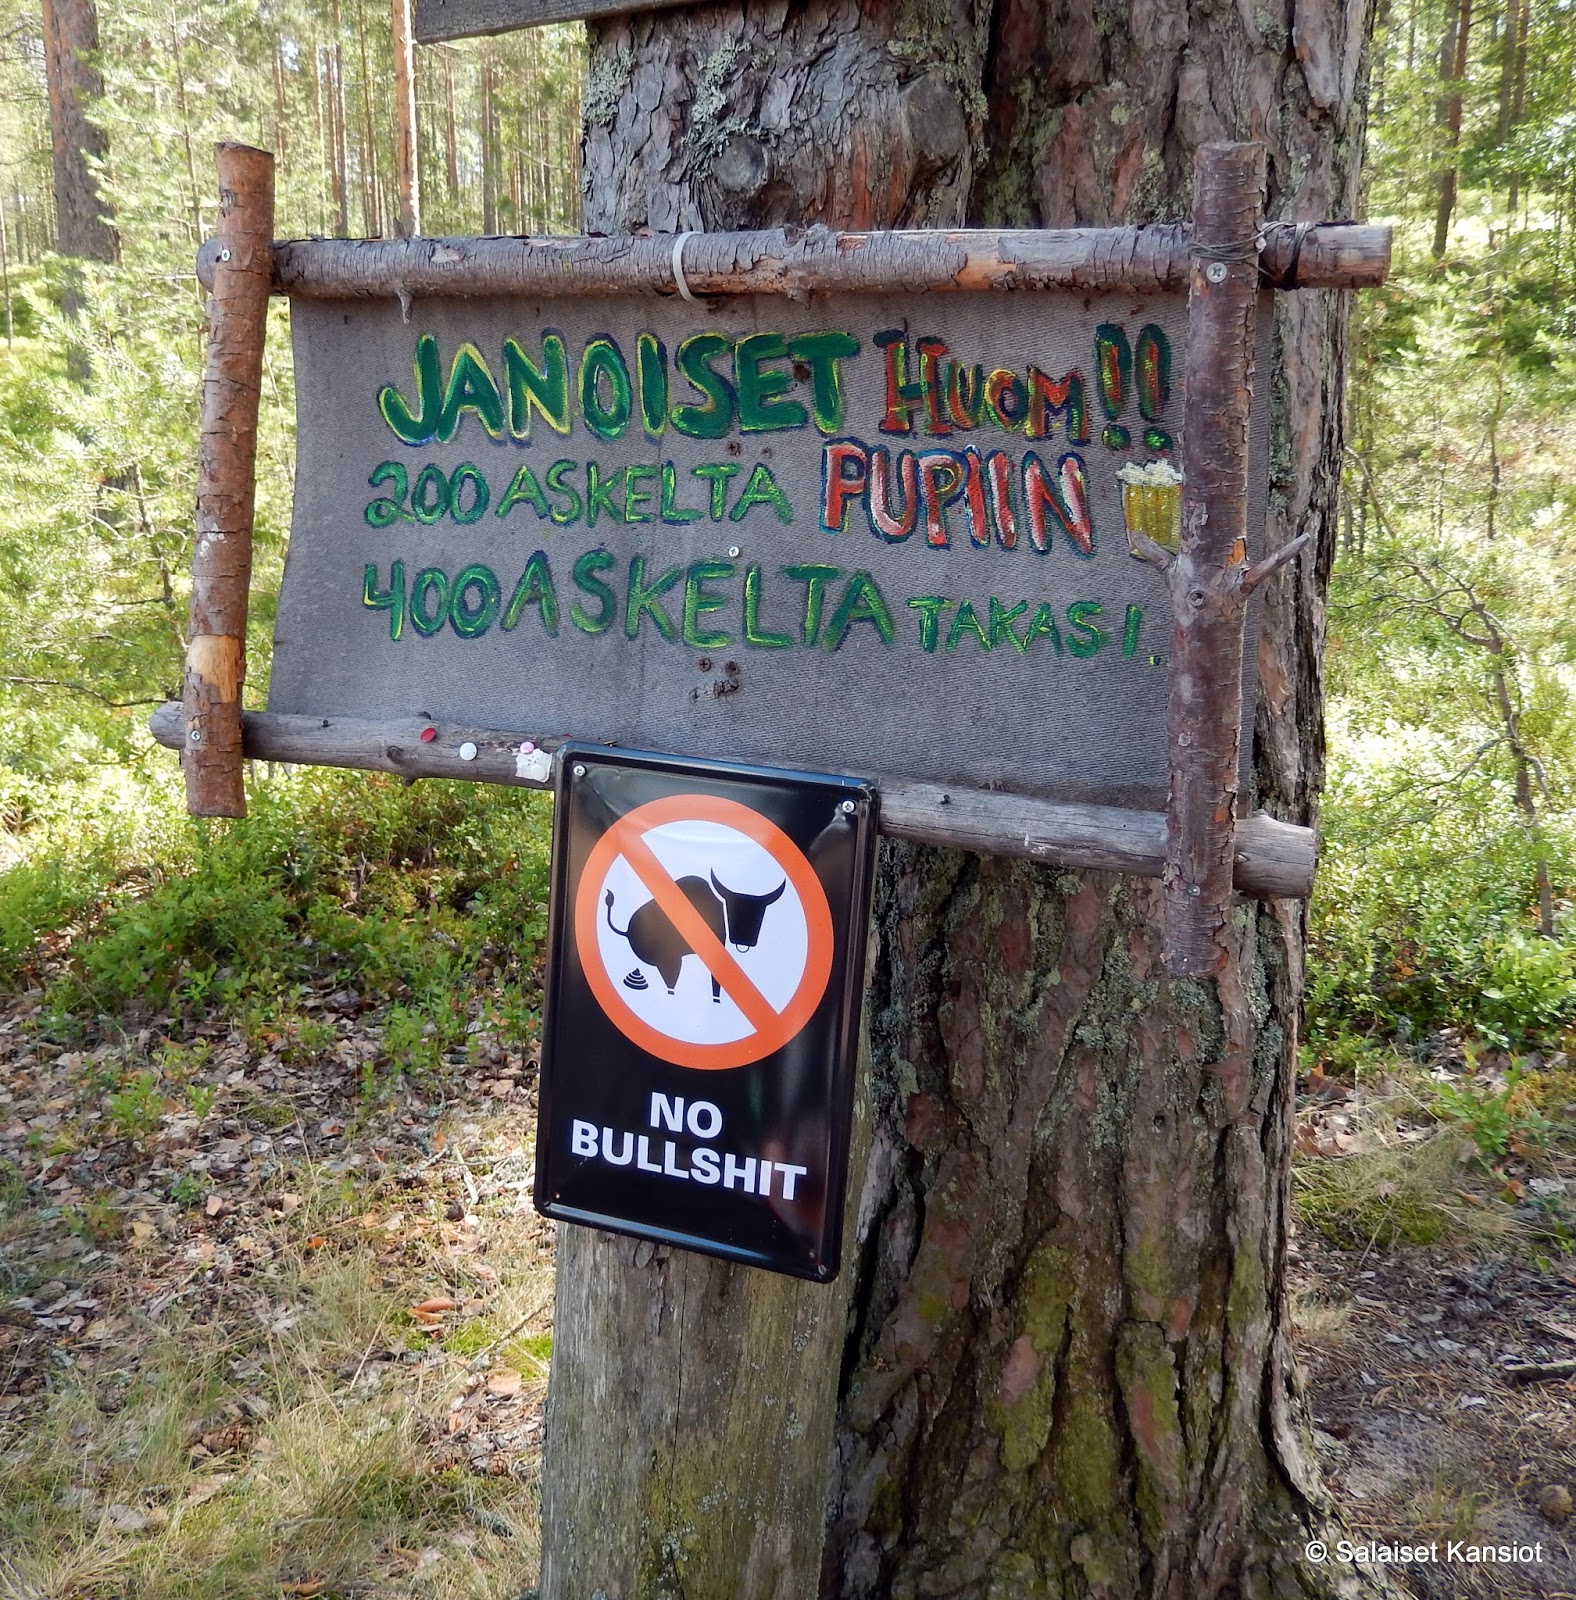 JANOISET HUOM!!
200 ASKELTA PUPIIN
400 ASKELTA TAKASI.
NO
BULLSHIT
© Salaiset Kansiot